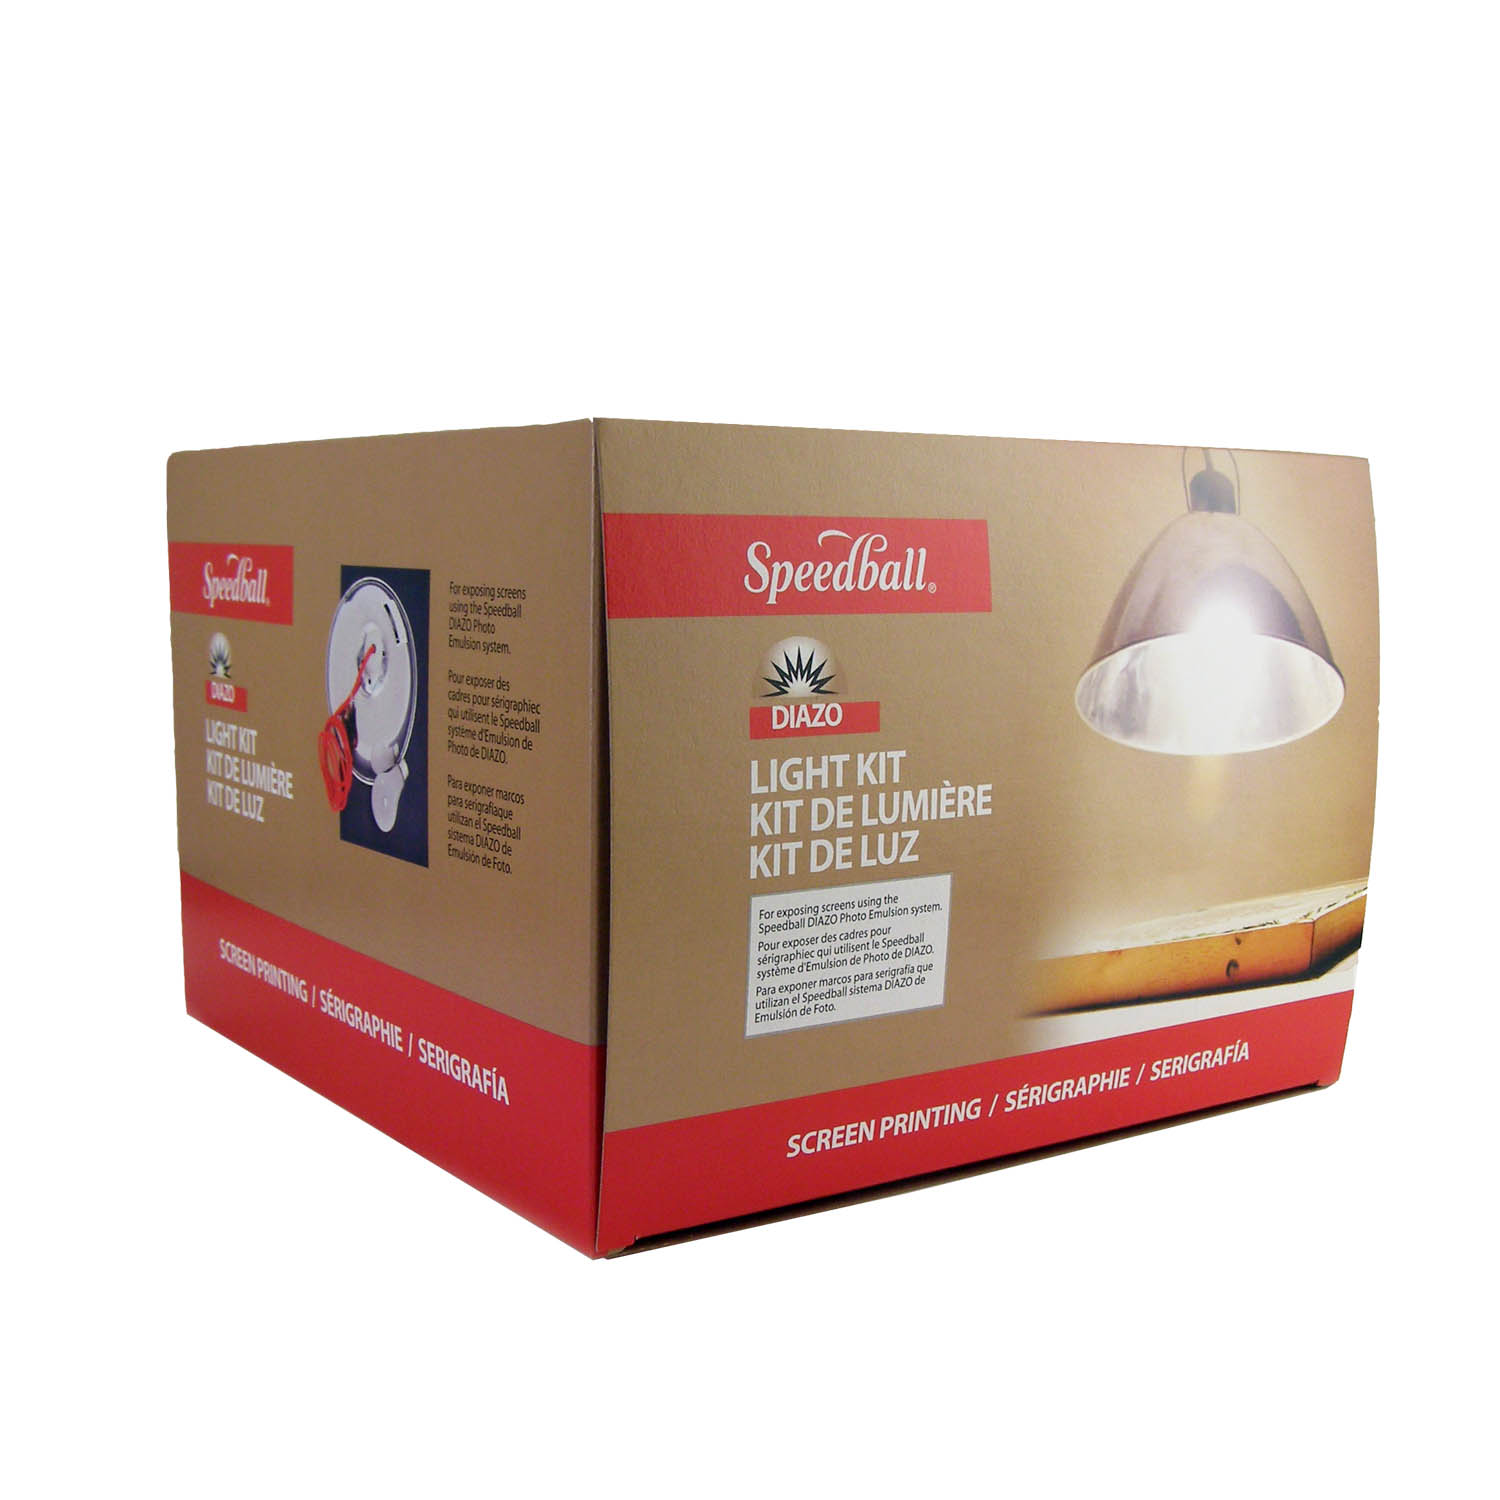 Speedball®
DIAZO
LIGHT KIT
KIT DE LUMIÈRE
KIT DE LUZ
For exposing screens
using the Speedball
DIAZO Photo
Emulsion system.
Pour exposer des
cadres pour sérigraphiec
qui utilisent le Speedball
système d'Emulsion de
Photo de DIAZO.
Para exponer marcos
para serigrafíaque
utilizan el Speedball
sistema DIAZO de
Emulsión de Foto.
SCREEN PRINTING / SÉRIGRAPHIE / SERIGRAFÍA
Speedball®
DIAZO
LIGHT KIT
KIT DE LUMIÈRE
KIT DE LUZ
For exposing screens using the
Speedball DIAZO Photo Emulsion system.
Pour exposer des cadres pour
sérigraphiec qui utilisent le Speedball
système d'Emulsion de Photo de DIAZO.
Para exponer marcos para serigrafía que
utilizan el Speedball sistema DIAZO de
Emulsión de Foto.
SCREEN PRINTING / SÉRIGRAPHIE / SERIGRAFÍA